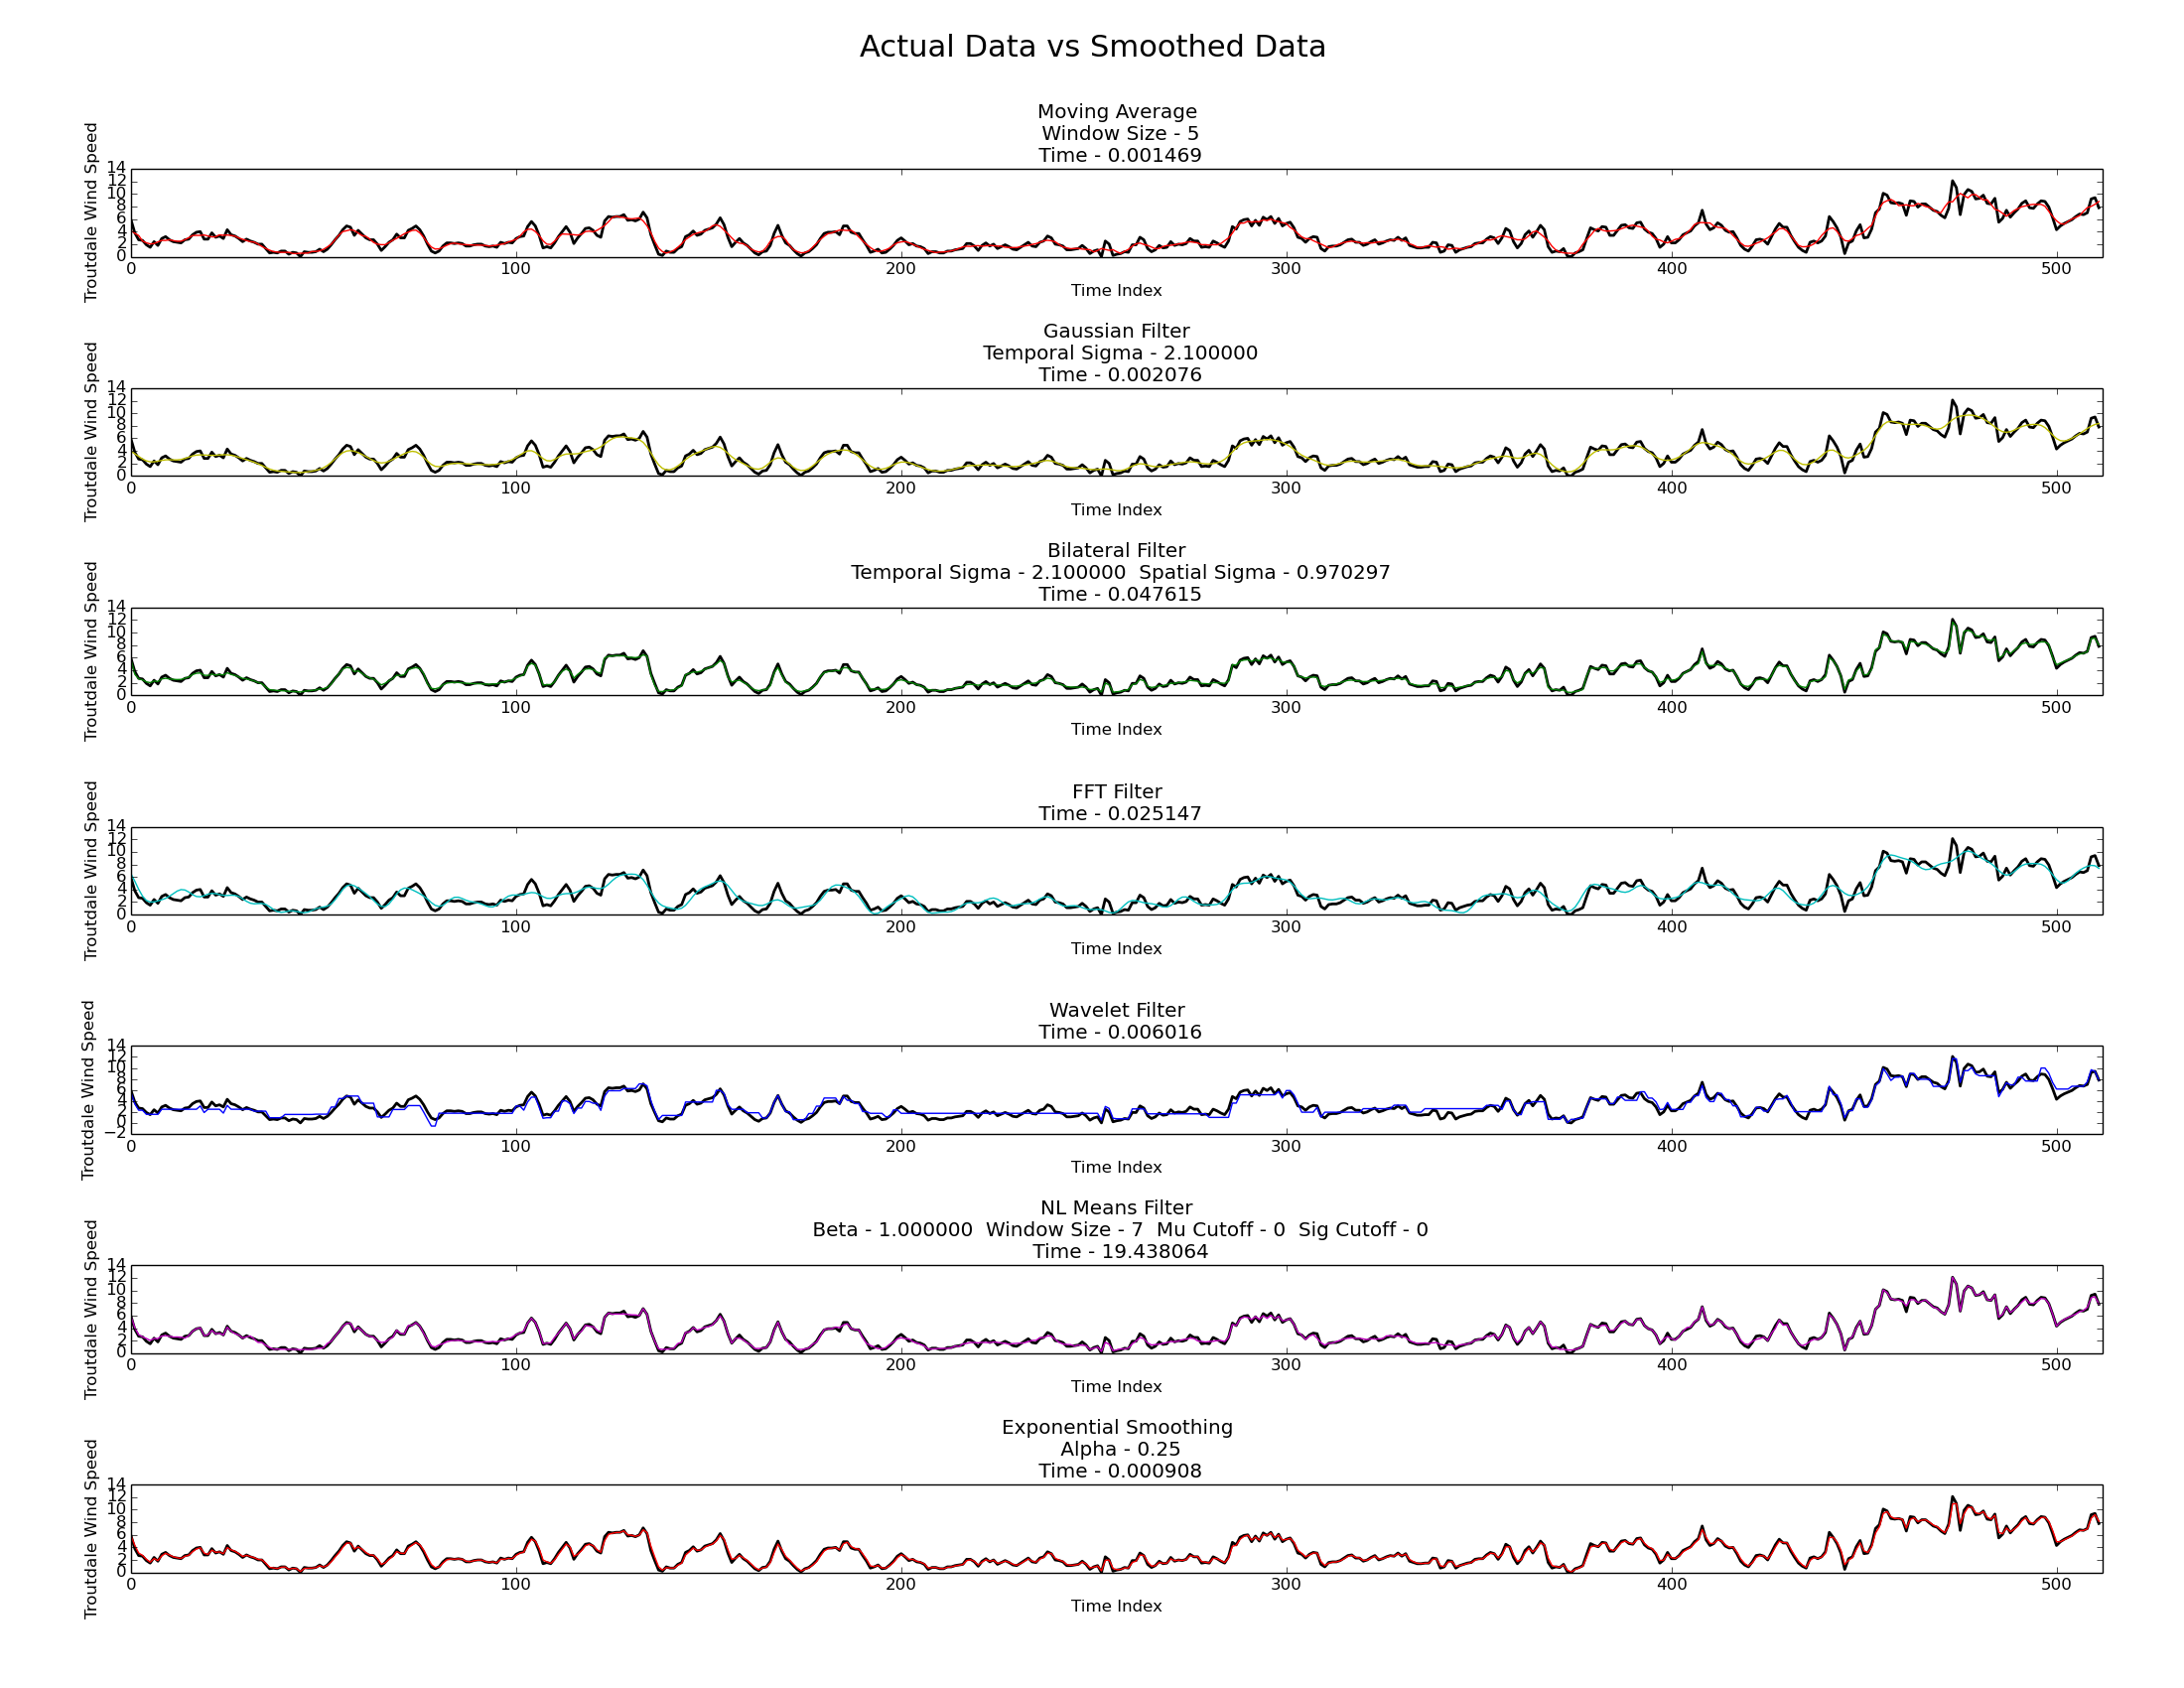 Actual Data vs Smoothed Data
Moving Average
Window Size - 5
Time - 0.001469
Troutdale Wind Speed
14
12
10
8
6
4
2
0
0 100 200 300 400 500
Time Index
Gaussian Filter
Temporal Sigma - 2.100000
Time - 0.002076
Troutdale Wind Speed
14
12
10
8
6
4
2
0
0 100 200 300 400 500
Time Index
Bilateral Filter
Temporal Sigma - 2.100000 Spatial Sigma - 0.970297
Time - 0.047615
Troutdale Wind Speed
14
12
10
8
6
4
2
0
0 100 200 300 400 500
Time Index
FFT Filter
Time - 0.025147
Troutdale Wind Speed
14
12
10
8
6
4
2
0
0 100 200 300 400 500
Time Index
Wavelet Filter
Time - 0.006016
Troutdale Wind Speed
14
12
10
8
6
4
2
0
−2
0 100 200 300 400 500
Time Index
NL Means Filter
Beta - 1.000000 Window Size - 7 Mu Cutoff - 0 Sig Cutoff - 0
Time - 19.438064
Troutdale Wind Speed
14
12
10
8
6
4
2
0
0 100 200 300 400 500
Time Index
Exponential Smoothing
Alpha - 0.25
Time - 0.000908
Troutdale Wind Speed
14
12
10
8
6
4
2
0
0 100 200 300 400 500
Time Index